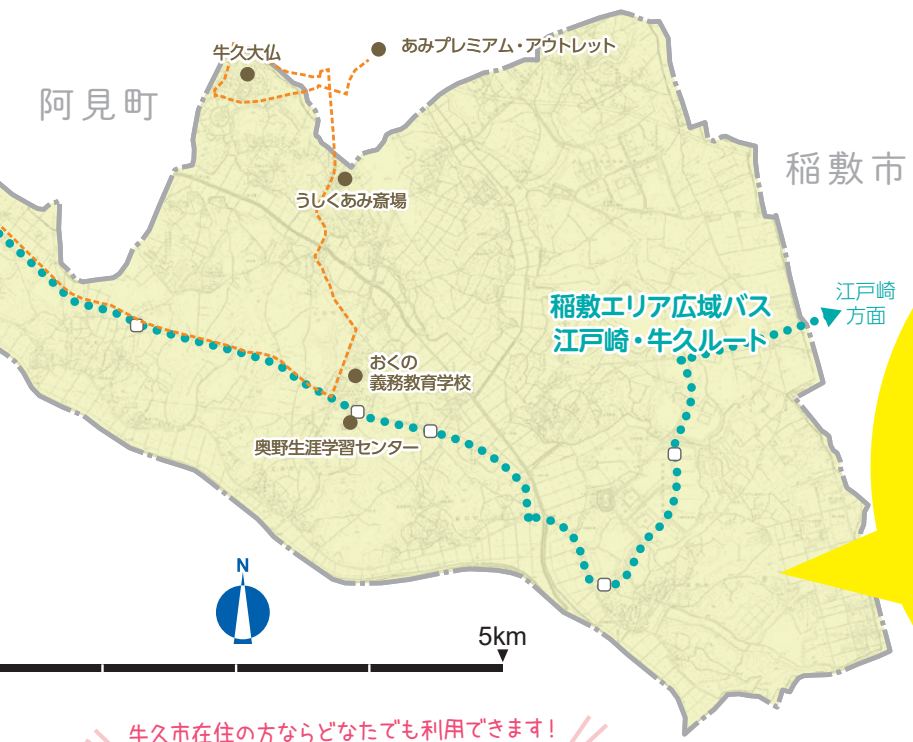 牛久大仏
あみプレミアム・アウトレット
阿見町
稲敷市
うしくあみ斎場
稲敷エリア広域バス
江戸崎・牛久ルート
江戸崎
方面
おくの
義務教育学校
奥野生涯学習センター
N
5km
牛久市在住の方ならどなたでも利用できます!